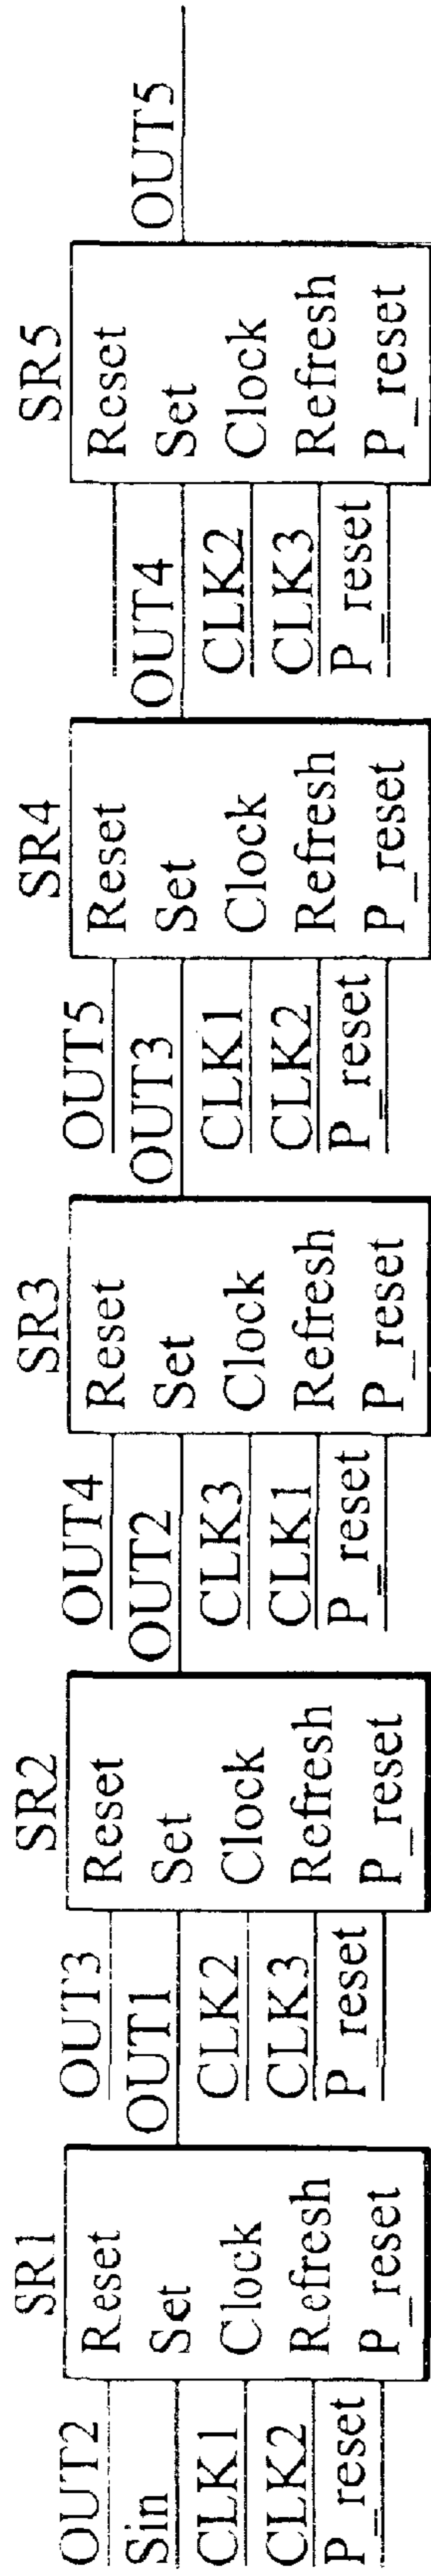 SR1
OUT2
Sin
CLK1
CLK2
P_reset
Reset
Set
Clock
Refresh
P_reset
SR2
OUT3
OUT1
CLK2
CLK3
P_reset
Reset
Set
Clock
Refresh
P_reset
SR3
OUT4
OUT2
CLK3
CLK1
P_reset
Reset
Set
Clock
Refresh
P_reset
SR4
OUT5
OUT3
CLK1
CLK2
P_reset
Reset
Set
Clock
Refresh
P_reset
SR5
OUT4
CLK2
CLK3
P_reset
Reset
Set
Clock
Refresh
P_reset
OUT5